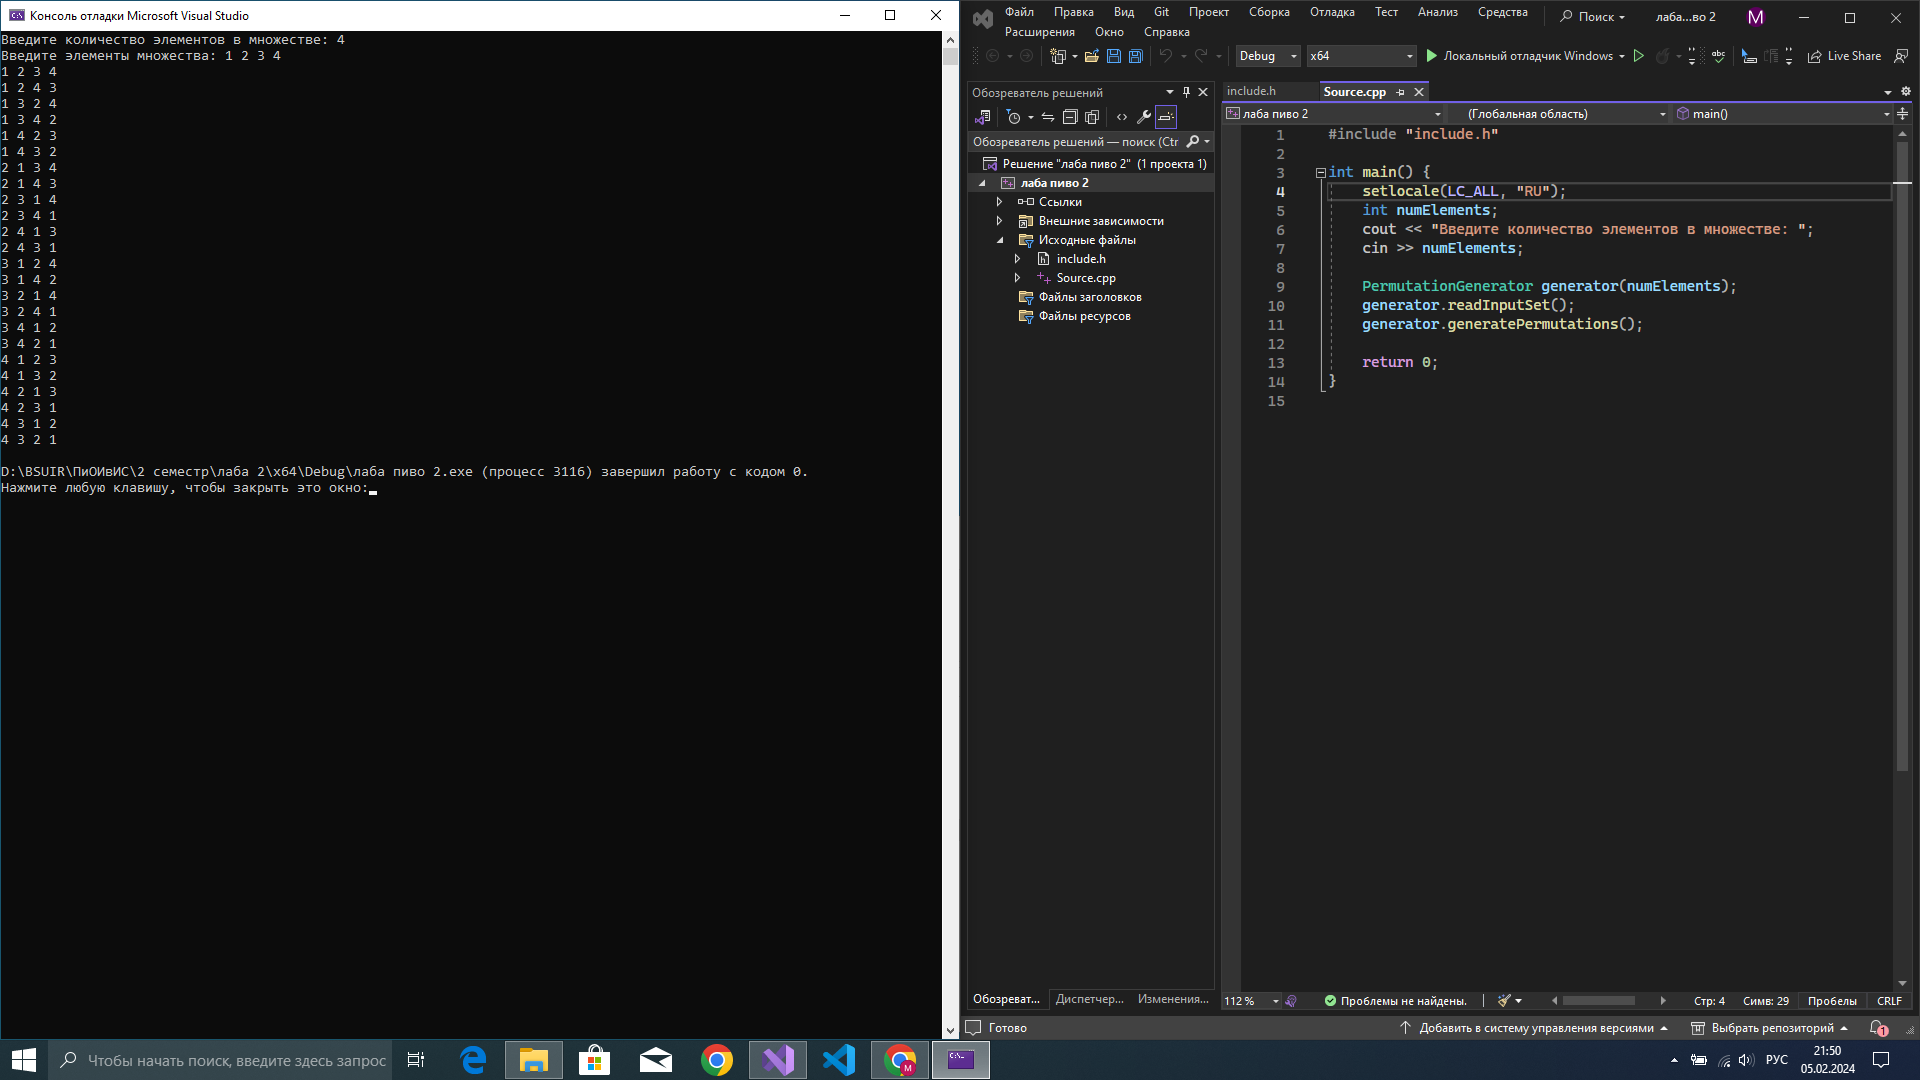 Консоль отладки Microsoft Visual Studio
Введите количество элементов в множестве: 4
Введите элементы множества: 1 2 3 4
1 2 3 4
1 2 4 3
1 3 2 4
1 3 4 2
1 4 2 3
1 4 3 2
2 1 3 4
2 1 4 3
2 3 1 4
2 3 4 1
2 4 1 3
2 4 3 1
3 1 2 4
3 1 4 2
3 2 1 4
3 2 4 1
3 4 1 2
3 4 2 1
4 1 2 3
4 1 3 2
4 2 1 3
4 2 3 1
4 3 1 2
4 3 2 1
D:\BSUIR\ПиОИвИС\2 семестр\лаба 2\x64\Debug\лаба пиво 2.exe (процесс 3116) завершил работу с кодом 0.
Нажмите любую клавишу, чтобы закрыть это окно:
Файл Правка Вид Git Проект Сборка Отладка Тест Анализ Средства Поиск лаба...во 2 M
Расширения Окно Справка
Debug x64 Локальный отладчик Windows Live Share
Обозреватель решений
Обозреватель решений — поиск (Ctr
Решение "лаба пиво 2" (1 проекта 1)
лаба пиво 2
Ссылки
Внешние зависимости
Исходные файлы
include.h
Source.cpp
Файлы заголовков
Файлы ресурсов
Обозреват... Диспетчер... Изменения...
include.h Source.cpp
лаба пиво 2 (Глобальная область) main()
1 #include "include.h"
2
3 int main() {
4 setlocale(LC_ALL, "RU");
5 int numElements;
6 cout << "Введите количество элементов в множестве: ";
7 cin >> numElements;
8
9 PermutationGenerator generator(numElements);
10 generator.readInputSet();
11 generator.generatePermutations();
12
13 return 0;
14 }
15
112 % Проблемы не найдены. Стр: 4 Симв: 29 Пробелы CRLF
Готово Добавить в систему управления версиями Выбрать репозиторий 1
Чтобы начать поиск, введите здесь запрос
РУС
21:50
05.02.2024